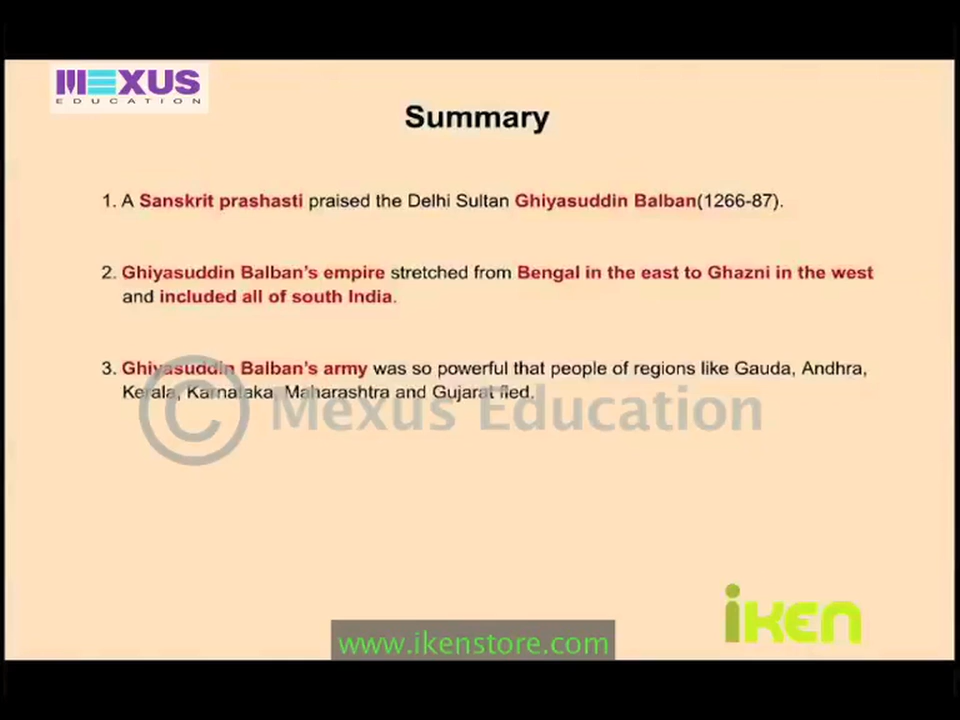 MEXUS
EDUCATION
Summary
1. A Sanskrit prashasti praised the Delhi Sultan Ghiyasuddin Balban(1266-87).
2. Ghiyasuddin Balban's empire stretched from Bengal in the east to Ghazni in the west
and included all of south India.
3. Ghiyasuddin Balban's army was so powerful that people of regions like Gauda, Andhra,
Kerala, Karnataka, Maharashtra and Gujarat fled.
© Mexus Education
iKEN
www.ikenstore.com